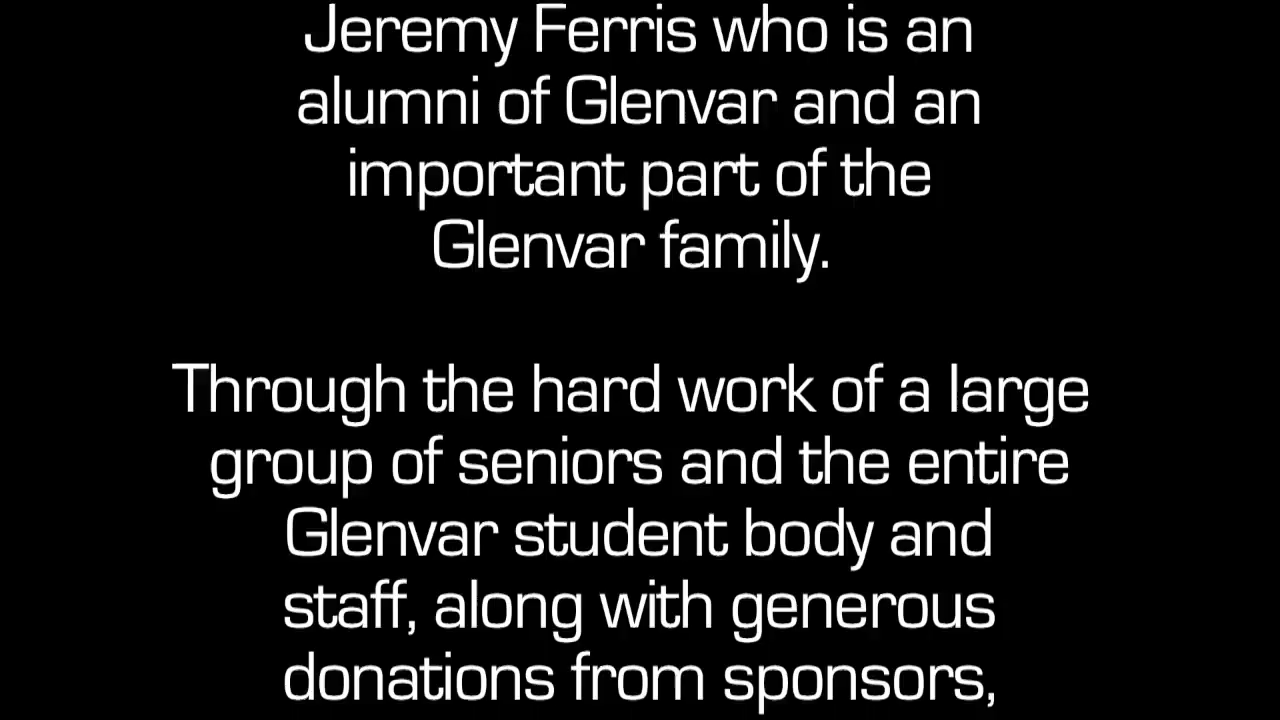 Jeremy Ferris who is an
alumni of Glenvar and an
important part of the
Glenvar family.
Through the hard work of a large
group of seniors and the entire
Glenvar student body and
staff, along with generous
donations from sponsors,